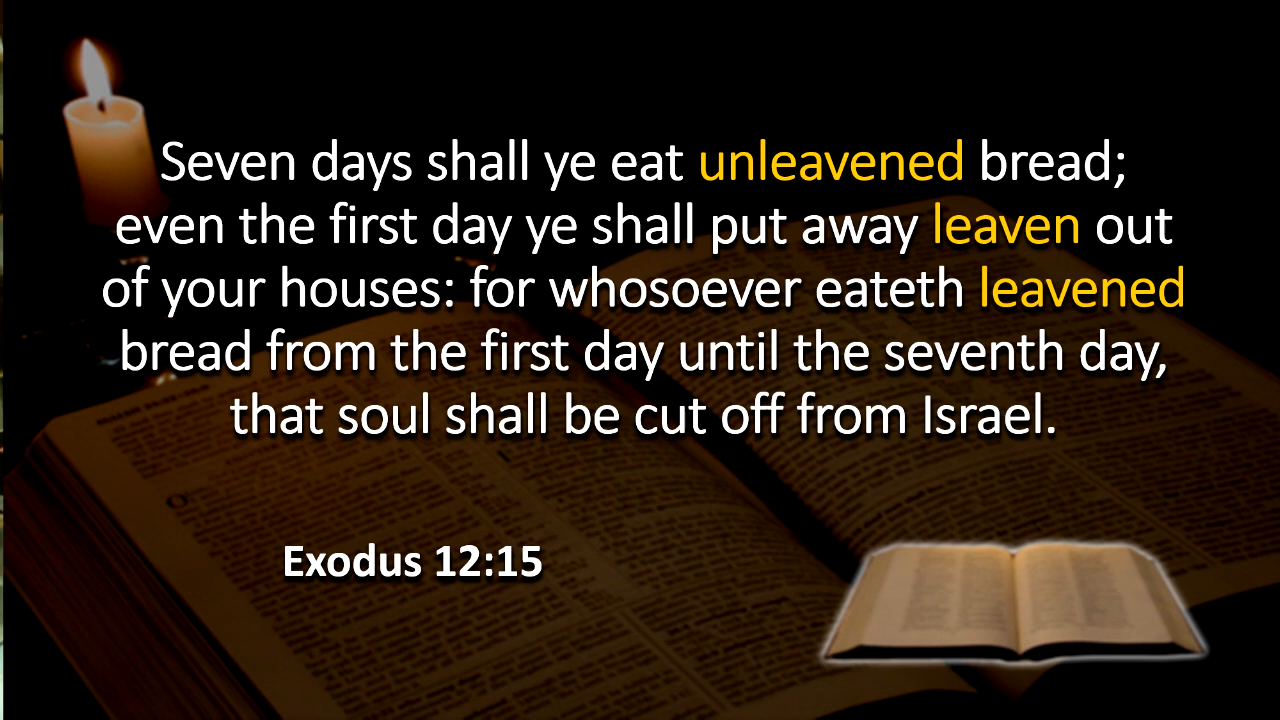 Seven days shall ye eat unleavened bread;
even the first day ye shall put away leaven out
of your houses: for whosoever eateth leavened
bread from the first day until the seventh day,
that soul shall be cut off from Israel.
Exodus 12:15